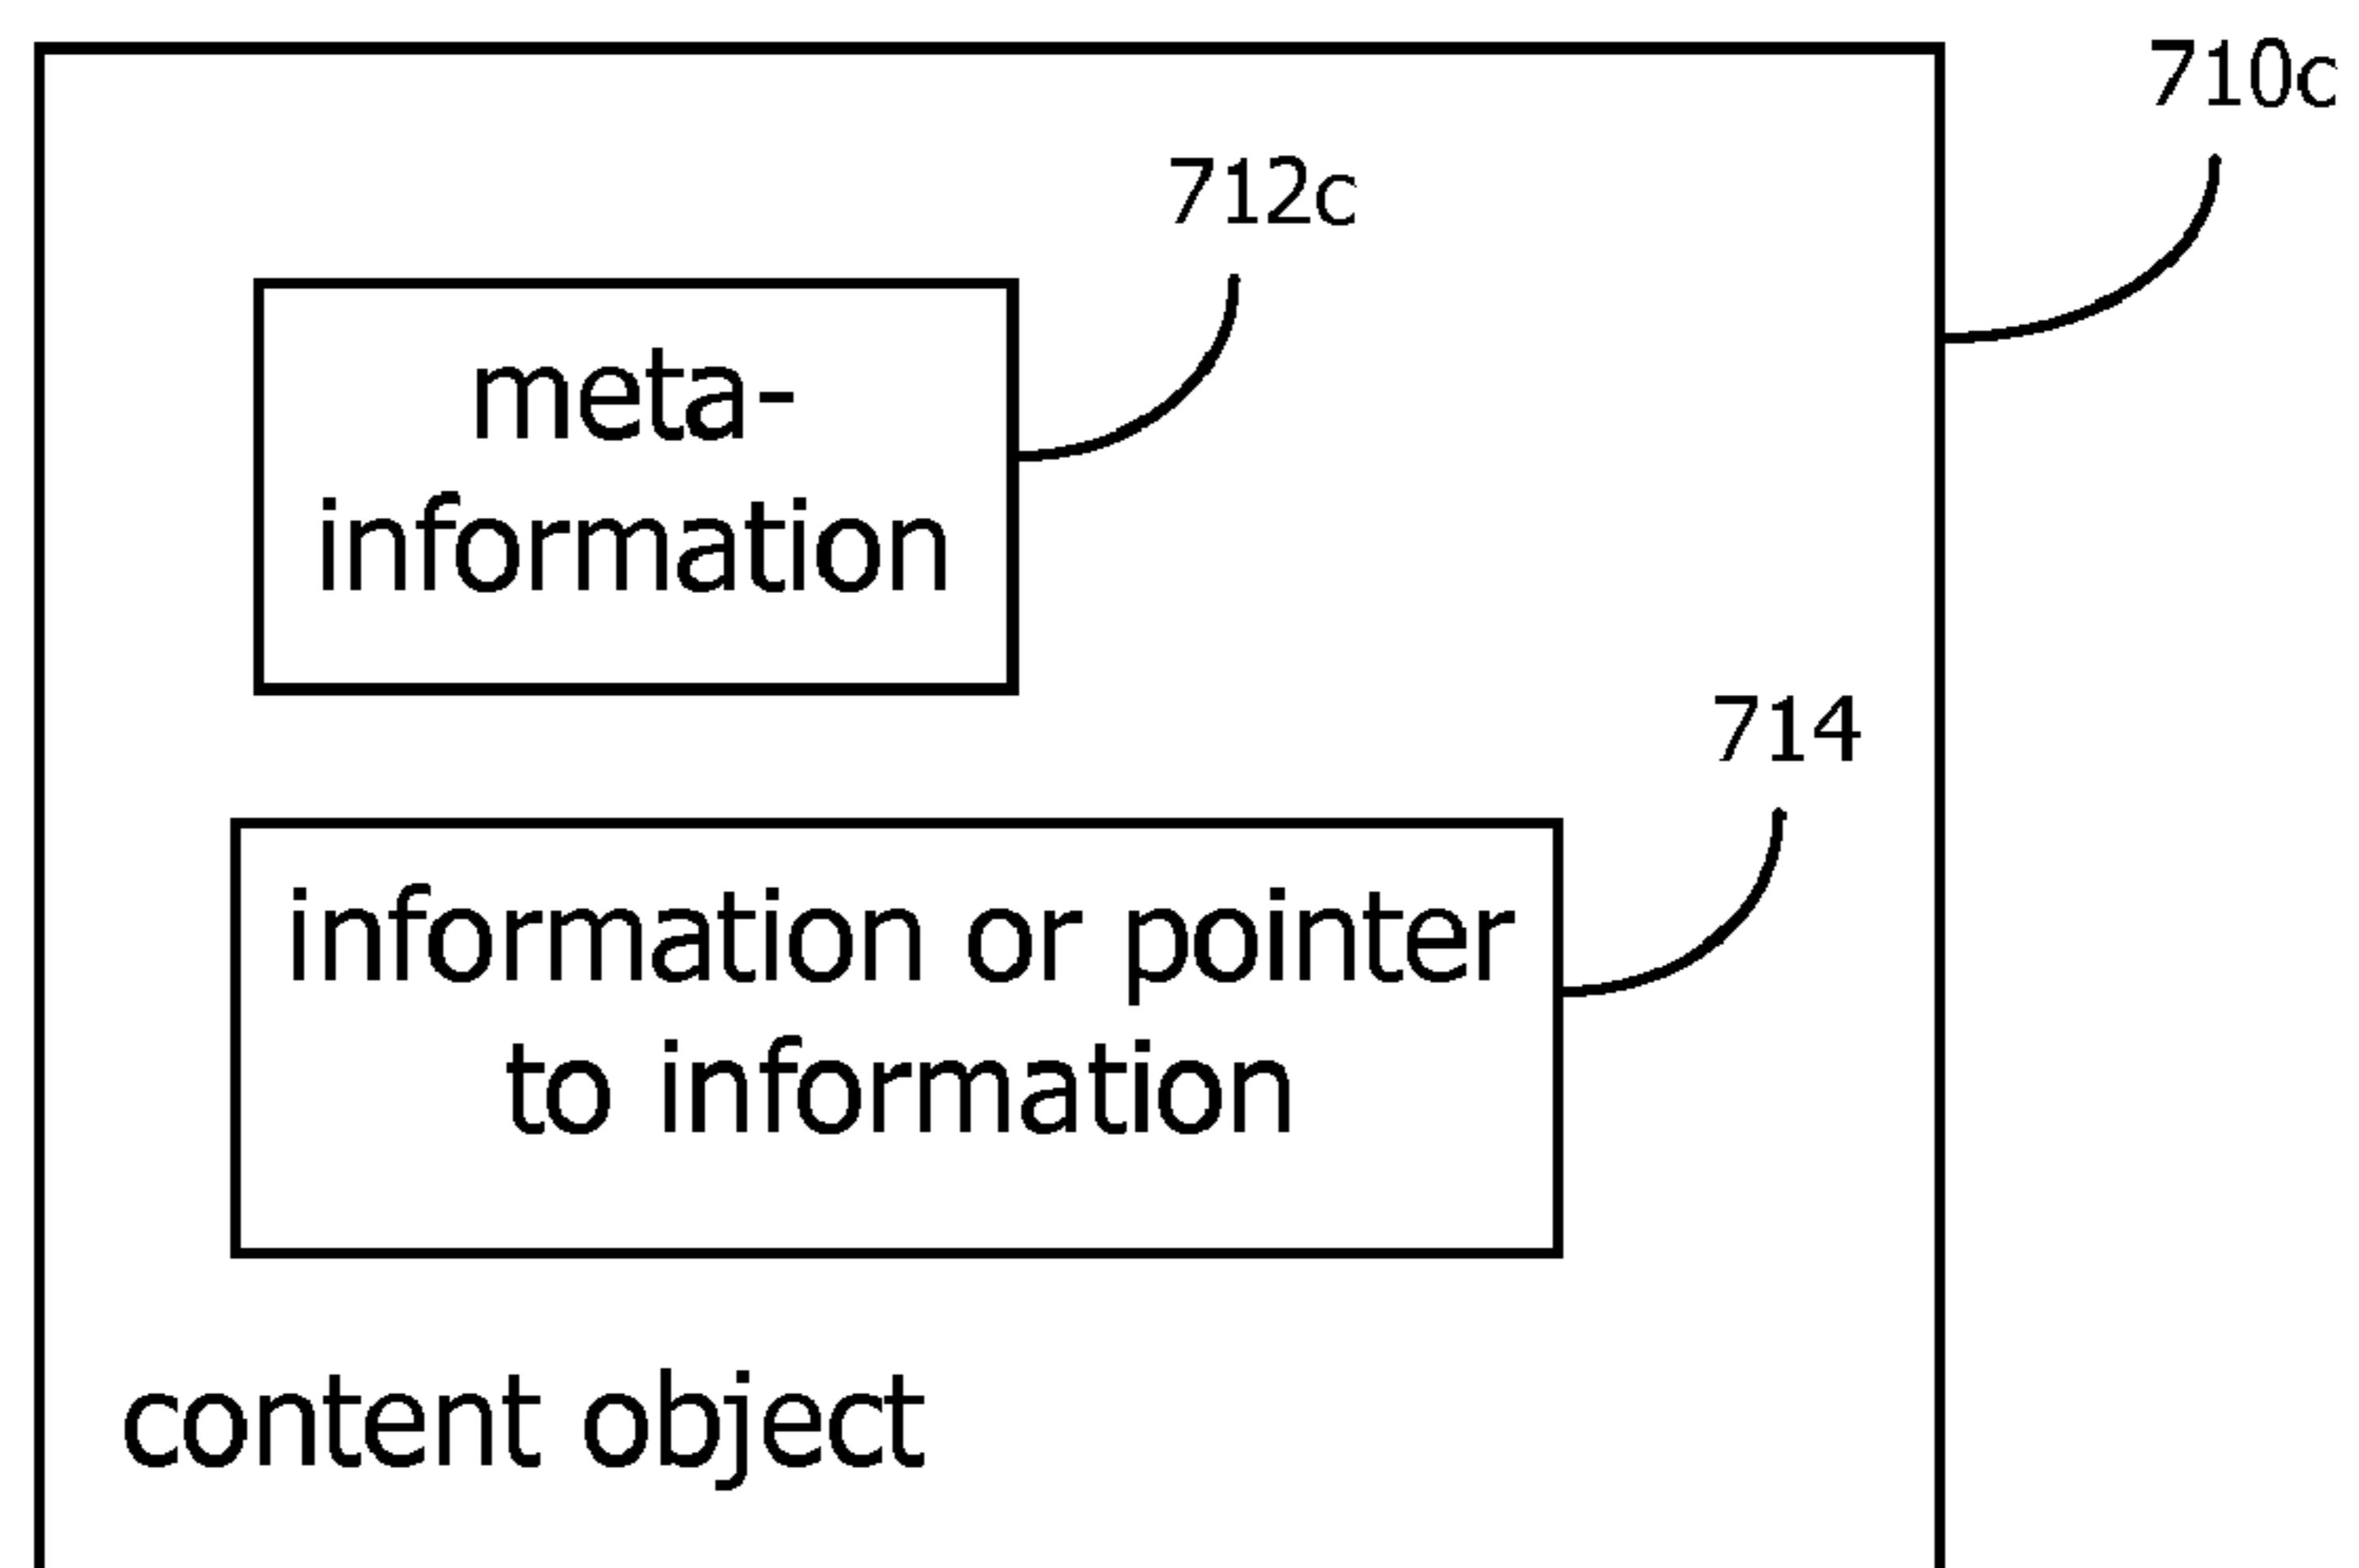 710c
712c
meta-
information
714
information or pointer
to information
content object